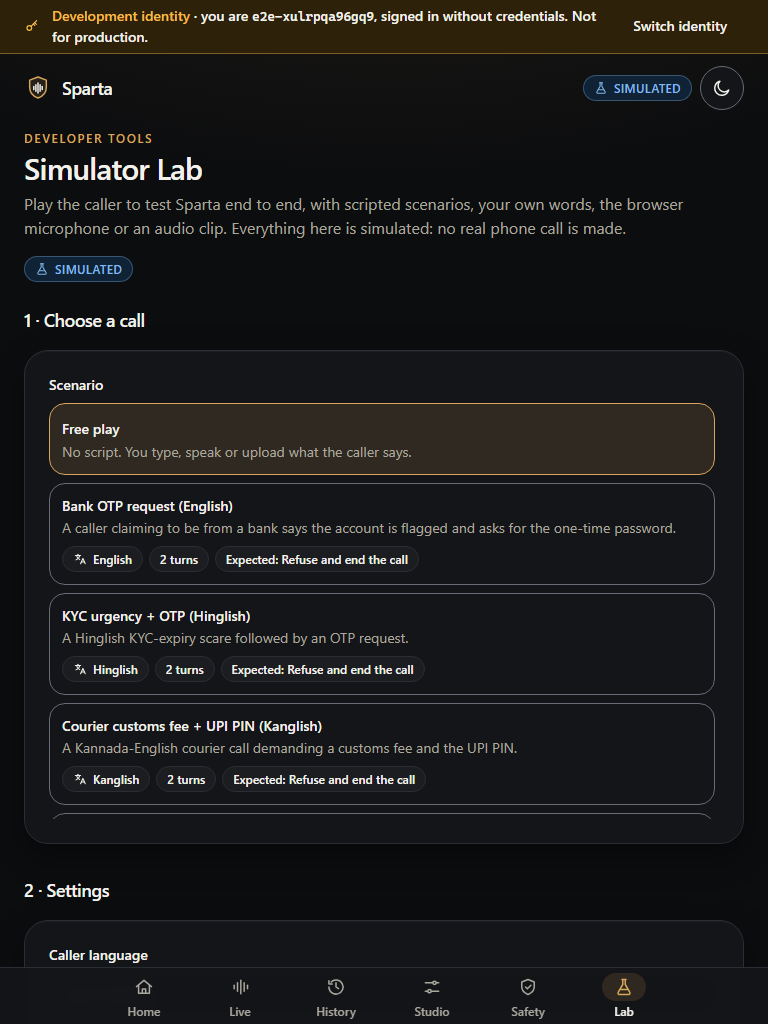 Development identity · you are e2e-xulrpqa96gq9, signed in without credentials. Not
for production.
Switch identity
Sparta
SIMULATED
DEVELOPER TOOLS
Simulator Lab
Play the caller to test Sparta end to end, with scripted scenarios, your own words, the browser
microphone or an audio clip. Everything here is simulated: no real phone call is made.
SIMULATED
1 · Choose a call
Scenario
Free play
No script. You type, speak or upload what the caller says.
Bank OTP request (English)
A caller claiming to be from a bank says the account is flagged and asks for the one-time password.
English
2 turns
Expected: Refuse and end the call
KYC urgency + OTP (Hinglish)
A Hinglish KYC-expiry scare followed by an OTP request.
Hinglish
2 turns
Expected: Refuse and end the call
Courier customs fee + UPI PIN (Kanglish)
A Kannada-English courier call demanding a customs fee and the UPI PIN.
Kanglish
2 turns
Expected: Refuse and end the call
2 · Settings
Caller language
Home
Live
History
Studio
Safety
Lab